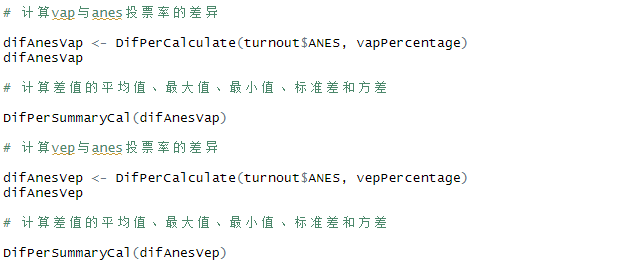 # 计算vap与anes投票率的差异
difAnesVap <- DifPerCalculate(turnout$ANES, vapPercentage)
difAnesVap
# 计算差值的平均值、最大值、最小值、标准差和方差
DifPerSummaryCal(difAnesVap)
# 计算vep与anes投票率的差异
difAnesVep <- DifPerCalculate(turnout$ANES, vepPercentage)
difAnesVep
# 计算差值的平均值、最大值、最小值、标准差和方差
DifPerSummaryCal(difAnesVep)